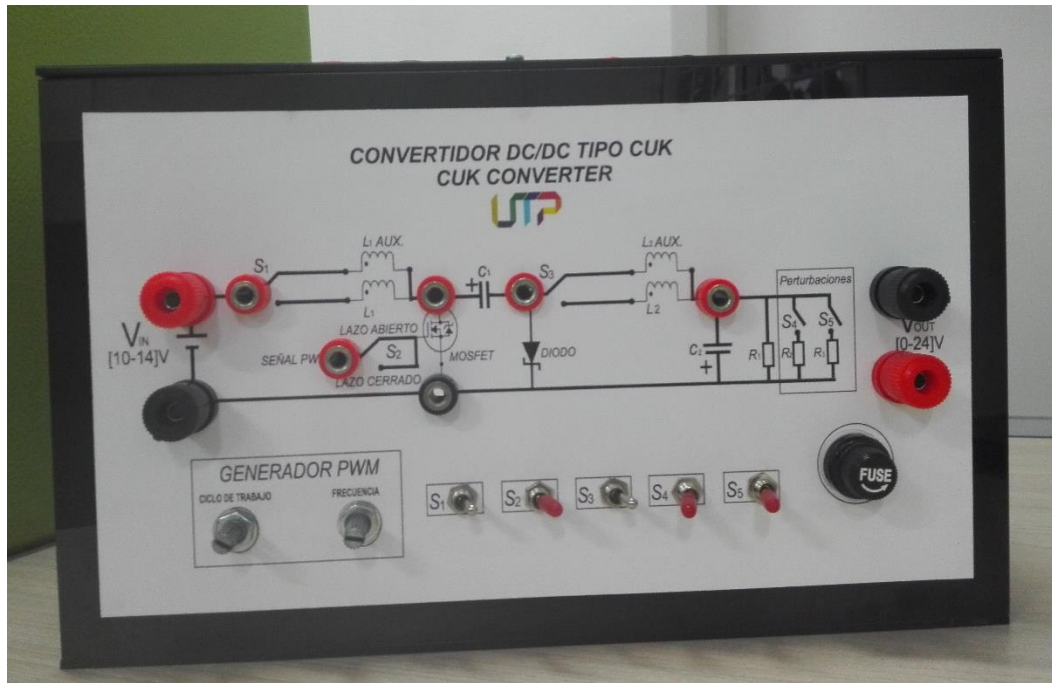 CONVERTIDOR DC/DC TIPO CUK
CUK CONVERTER
UTP
L1 AUX.
L2 AUX.
S1
C1
S3
Perturbaciones
L1
L2
S4
S5
VIN
[10-14]V
LAZO ABIERTO
SEÑAL PW
S2
MOSFET
DIODO
C2
R1
R2
R3
VOUT
[0-24]V
LAZO CERRADO
GENERADOR PWM
CICLO DE TRABAJO
FRECUENCIA
S1
S2
S3
S4
S5
FUSE